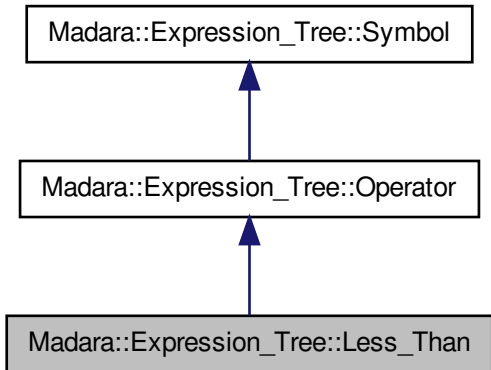 Madara::Expression_Tree::Symbol
Madara::Expression_Tree::Operator
Madara::Expression_Tree::Less_Than